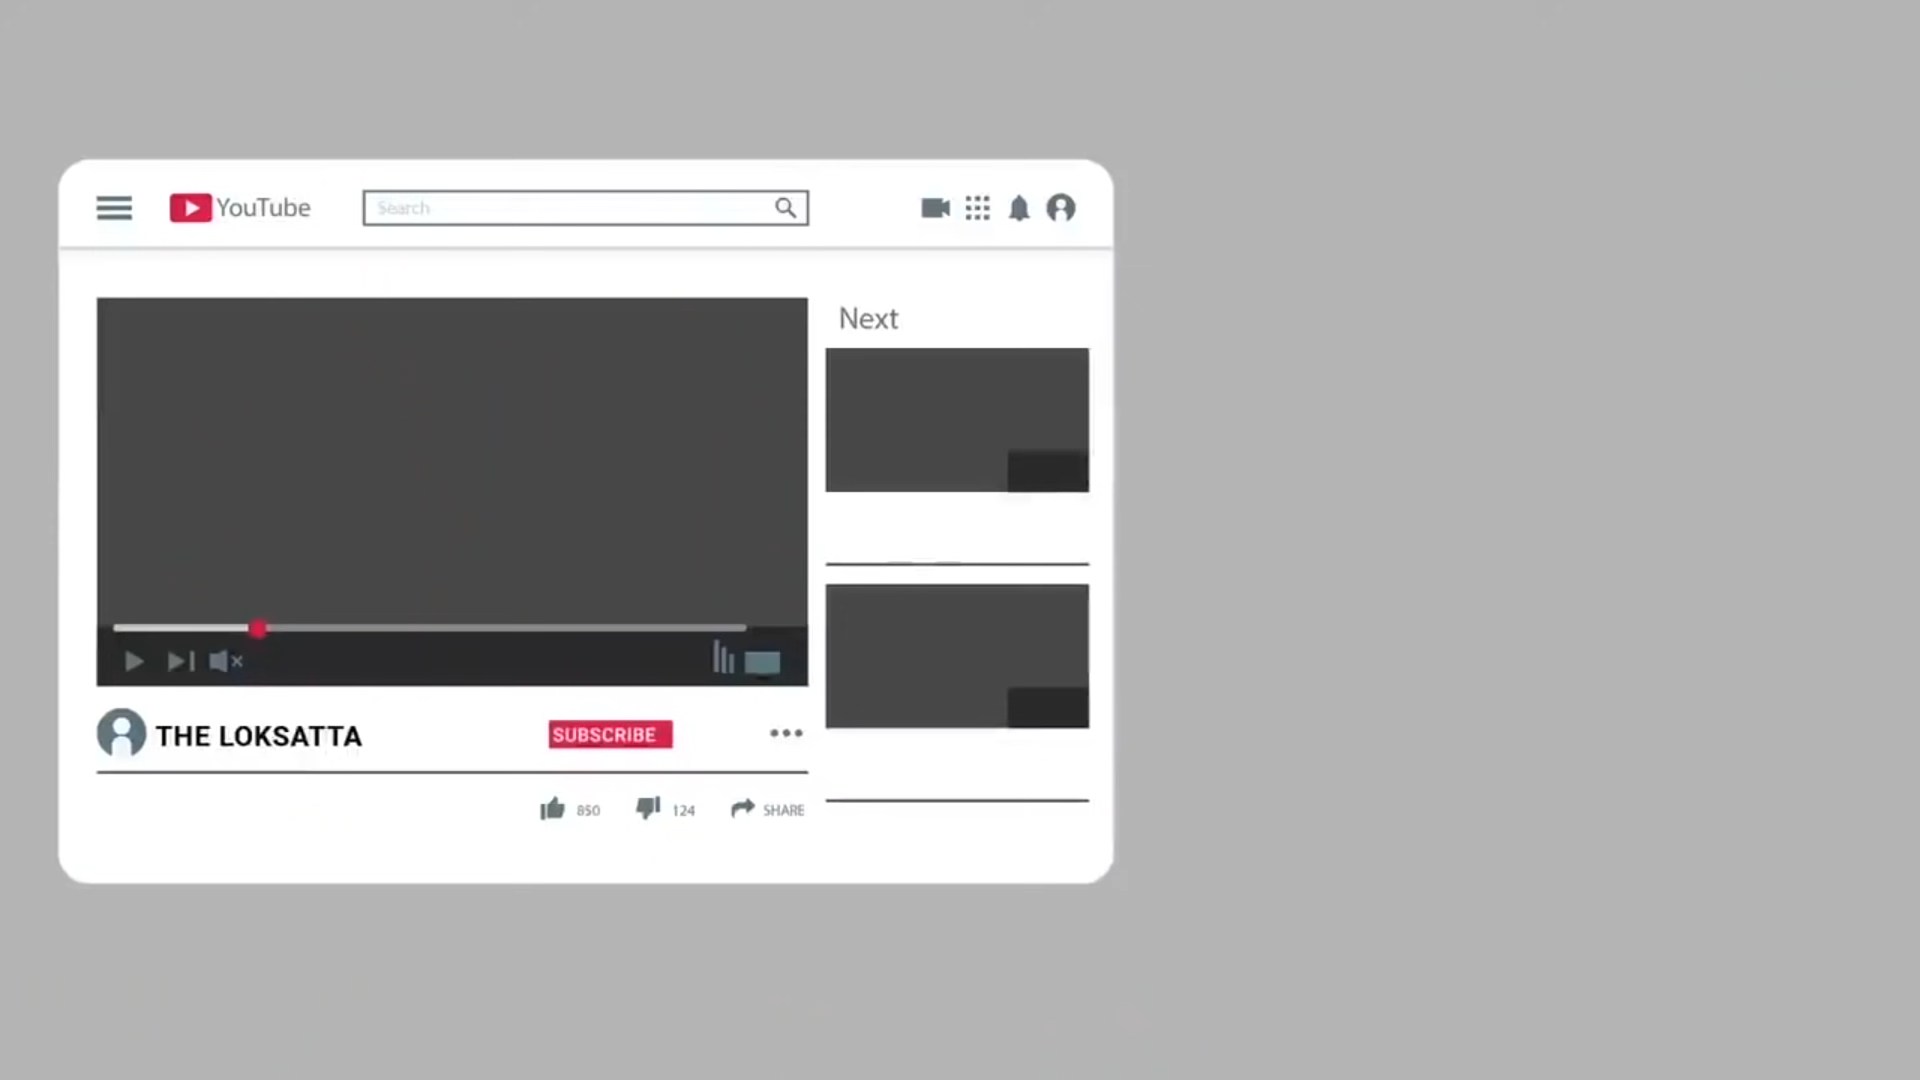 YouTube
Search
Next
THE LOKSATTA
SUBSCRIBE
850
124
SHARE